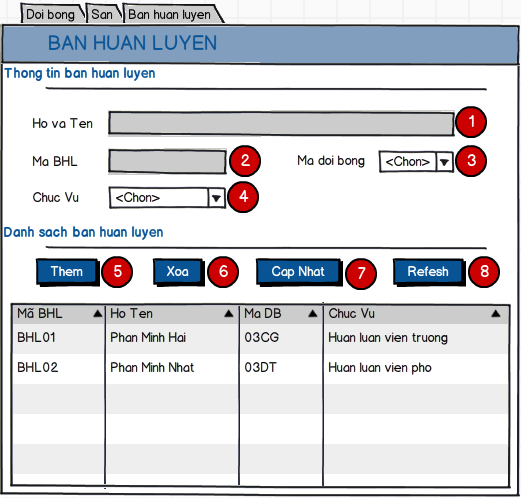 Doi bong San Ban huan luyen
BAN HUAN LUYEN
Thong tin ban huan luyen
Ho va Ten 1
Ma BHL 2 Ma doi bong <Chon> 3
Chuc Vu <Chon> 4
Danh sach ban huan luyen
Them 5 Xoa 6 Cap Nhat 7 Refesh 8
Mã BHL Ho Ten Ma DB Chuc Vu
BHL01 Phan Minh Hai 03CG Huan luan vien truong
BHL02 Phan Minh Nhat 03DT Huan luan vien pho